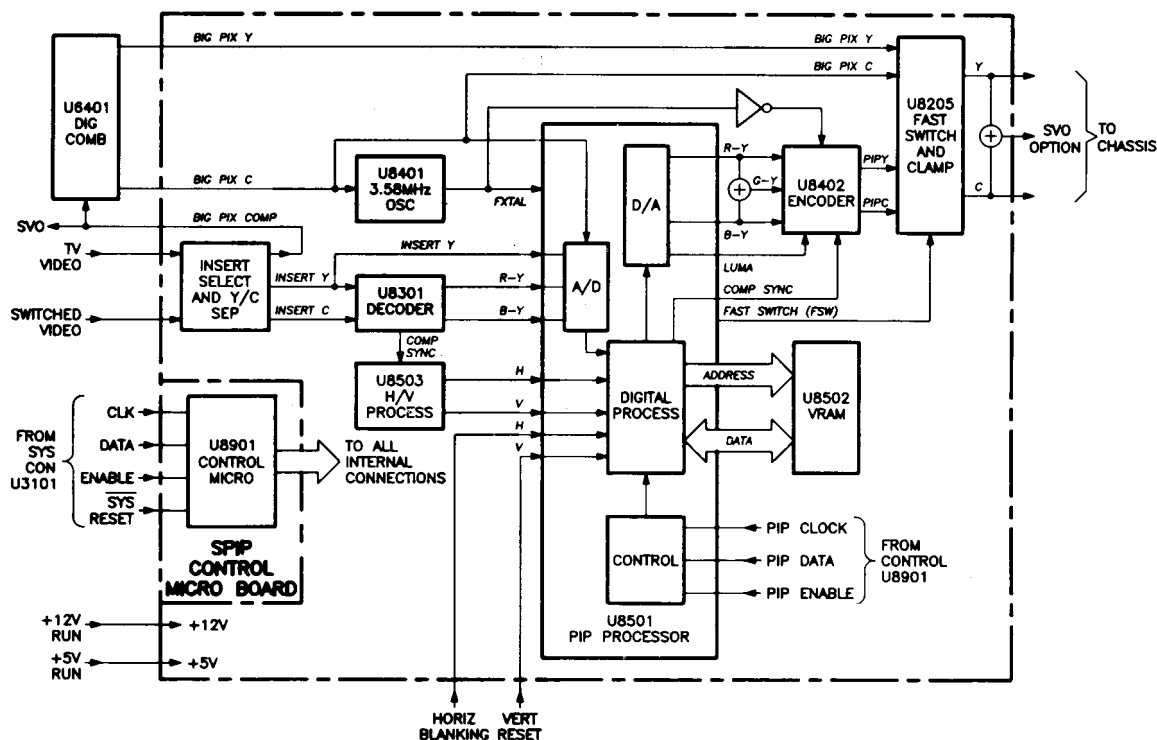 BIG PIX Y
BIG PIX Y
BIG PIX C
U6401
DIG
COMB
U8205
FAST
SWITCH
AND
CLAMP
Y
C
SVO
OPTION
TO
CHASSIS
BIG PIX C
U8401
3.58MHz
OSC
FXTAL
R-Y
G-Y
B-Y
D/A
U8402
ENCODER
PIPY
PIPC
LUMA
COMP SYNC
FAST SWITCH (FSW)
SVO
BIG PIX COMP
TV
VIDEO
SWITCHED
VIDEO
INSERT
SELECT
AND Y/C
SEP
INSERT Y
INSERT Y
INSERT C
U8301
DECODER
R-Y
B-Y
A/D
COMP
SYNC
U8503
H/V
PROCESS
H
V
H
V
DIGITAL
PROCESS
ADDRESS
DATA
U8502
VRAM
FROM
SYS
CON
U3101
CLK
DATA
ENABLE
SYS
RESET
U8901
CONTROL
MICRO
TO ALL
INTERNAL
CONNECTIONS
SPIP
CONTROL
MICRO BOARD
CONTROL
PIP CLOCK
PIP DATA
PIP ENABLE
FROM
CONTROL
U8901
U8501
PIP PROCESSOR
+12V
RUN
+12V
+5V
RUN
+5V
HORIZ
BLANKING
VERT
RESET